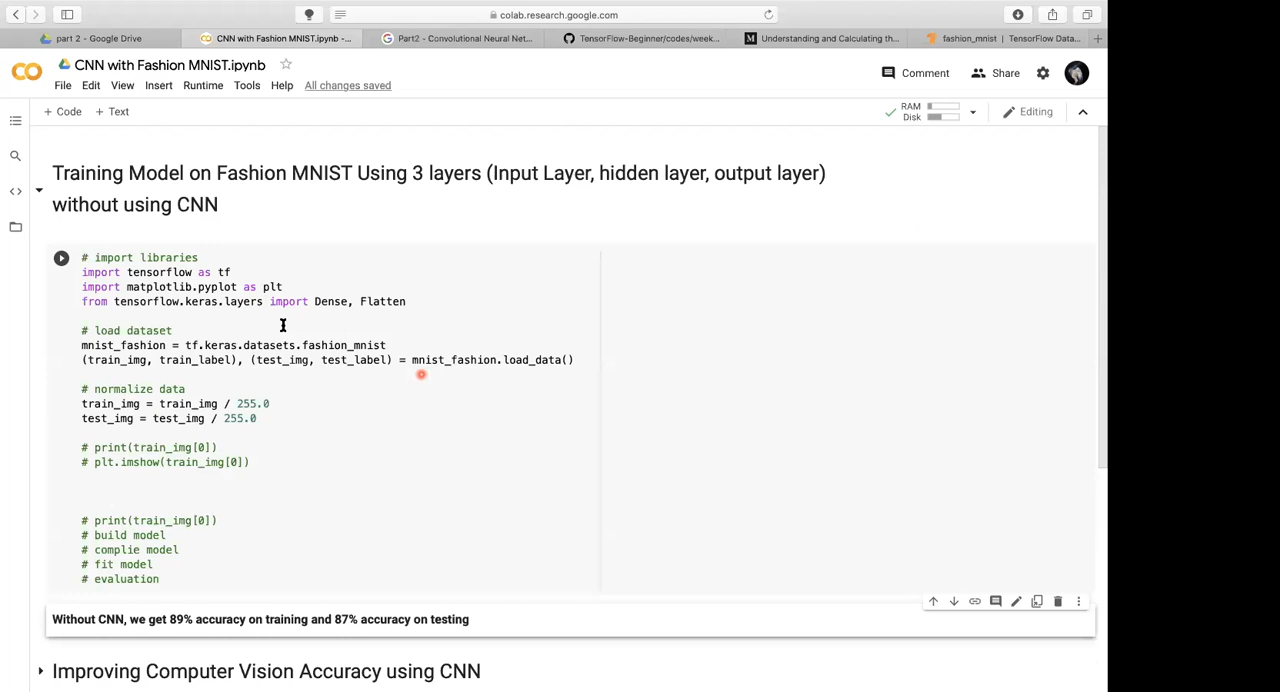 colab.research.google.com
part 2 - Google Drive
CNN with Fashion MNIST.ipynb -...
Part2 - Convolutional Neural Net...
TensorFlow-Beginner/codes/week...
Understanding and Calculating th...
fashion_mnist | TensorFlow Data...
CNN with Fashion MNIST.ipynb
File Edit View Insert Runtime Tools Help All changes saved
Comment Share
+ Code + Text
RAM
Disk
Editing
Training Model on Fashion MNIST Using 3 layers (Input Layer, hidden layer, output layer)
without using CNN
# import libraries
import tensorflow as tf
import matplotlib.pyplot as plt
from tensorflow.keras.layers import Dense, Flatten
# load dataset
mnist_fashion = tf.keras.datasets.fashion_mnist
(train_img, train_label), (test_img, test_label) = mnist_fashion.load_data()
# normalize data
train_img = train_img / 255.0
test_img = test_img / 255.0
# print(train_img[0])
# plt.imshow(train_img[0])
# print(train_img[0])
# build model
# complie model
# fit model
# evaluation
Without CNN, we get 89% accuracy on training and 87% accuracy on testing
Improving Computer Vision Accuracy using CNN